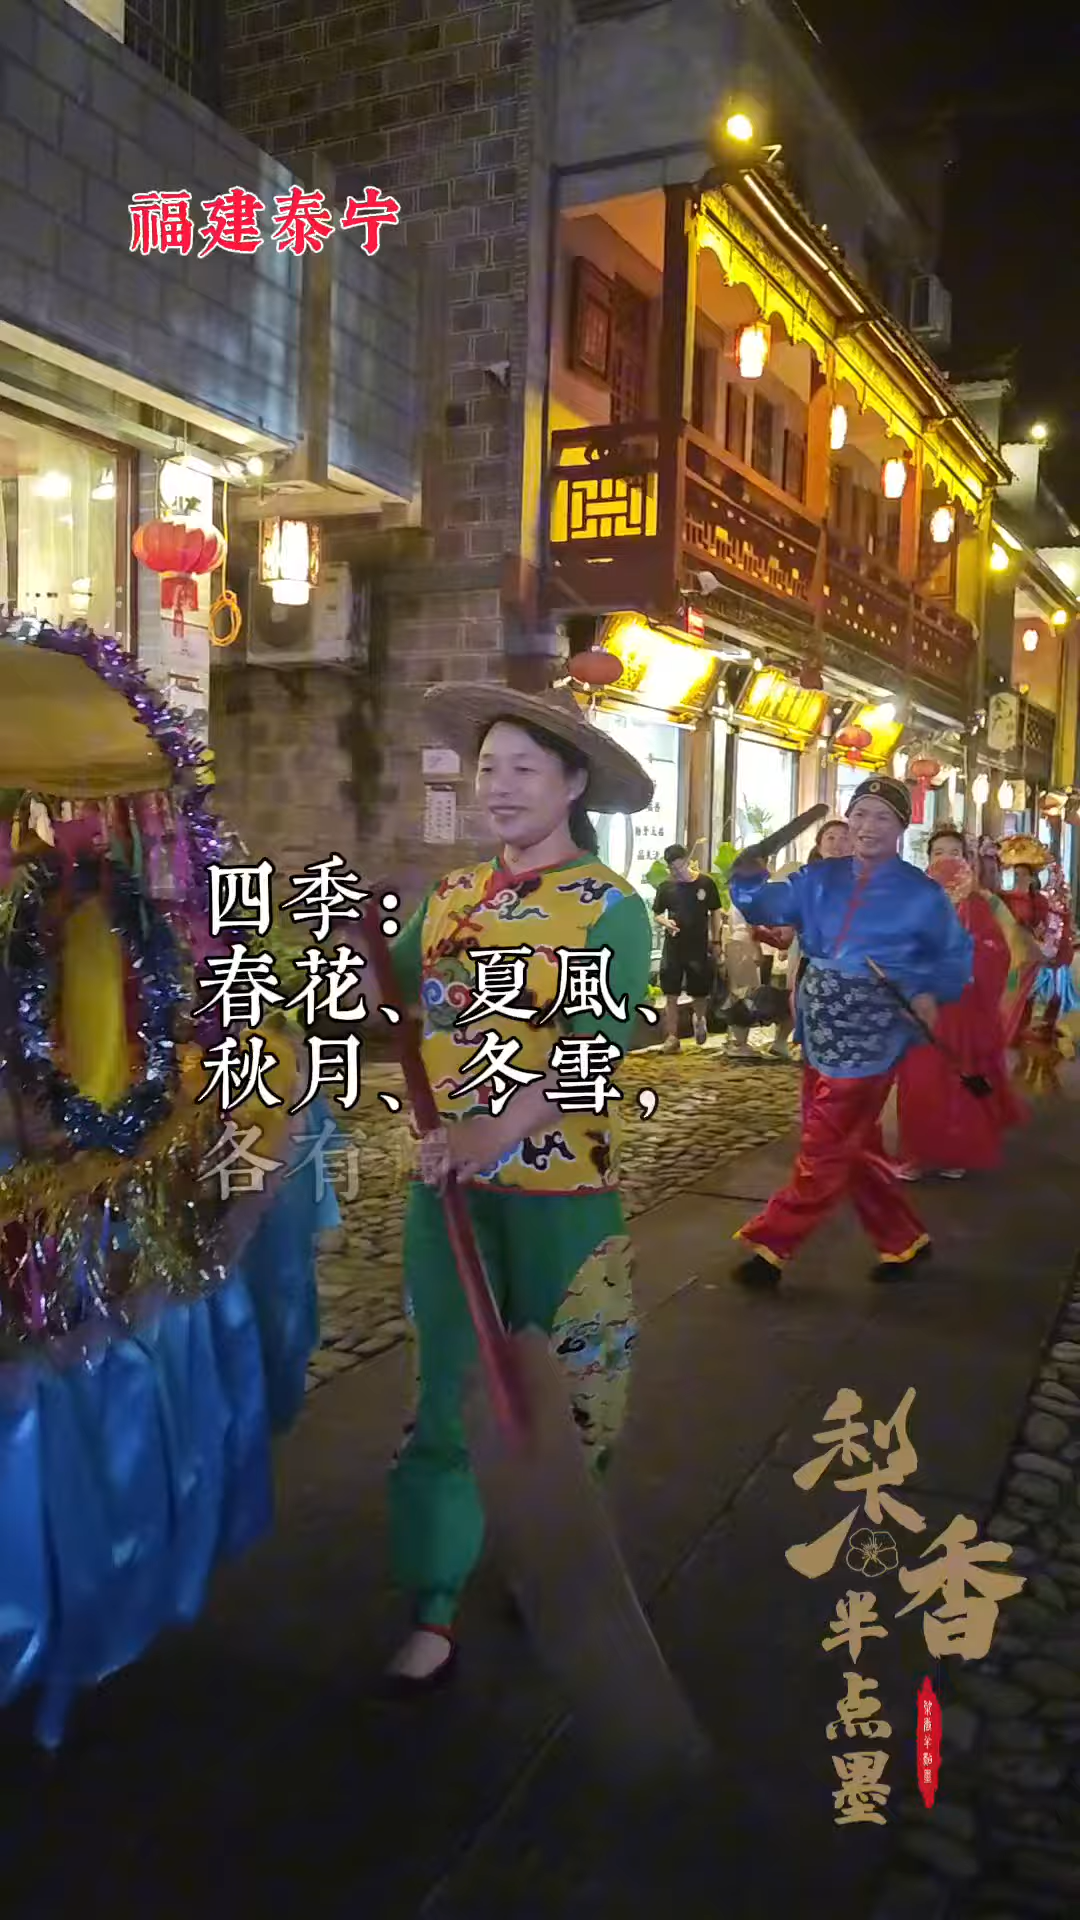 福建泰宁
四季：
春花、夏風、
秋月、冬雪，
各有
梨香
半点墨